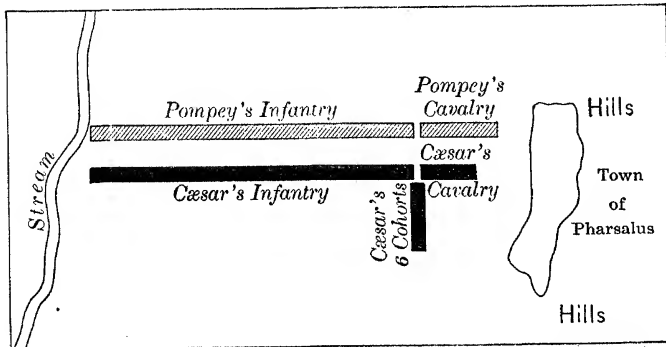 Pompey's
Cavalry
Pompey's Infantry
Hills
Stream
Cæsar's Infantry
Cæsar's
Cavalry
Cæsar's
6 Cohorts
Town
of
Pharsalus
Hills